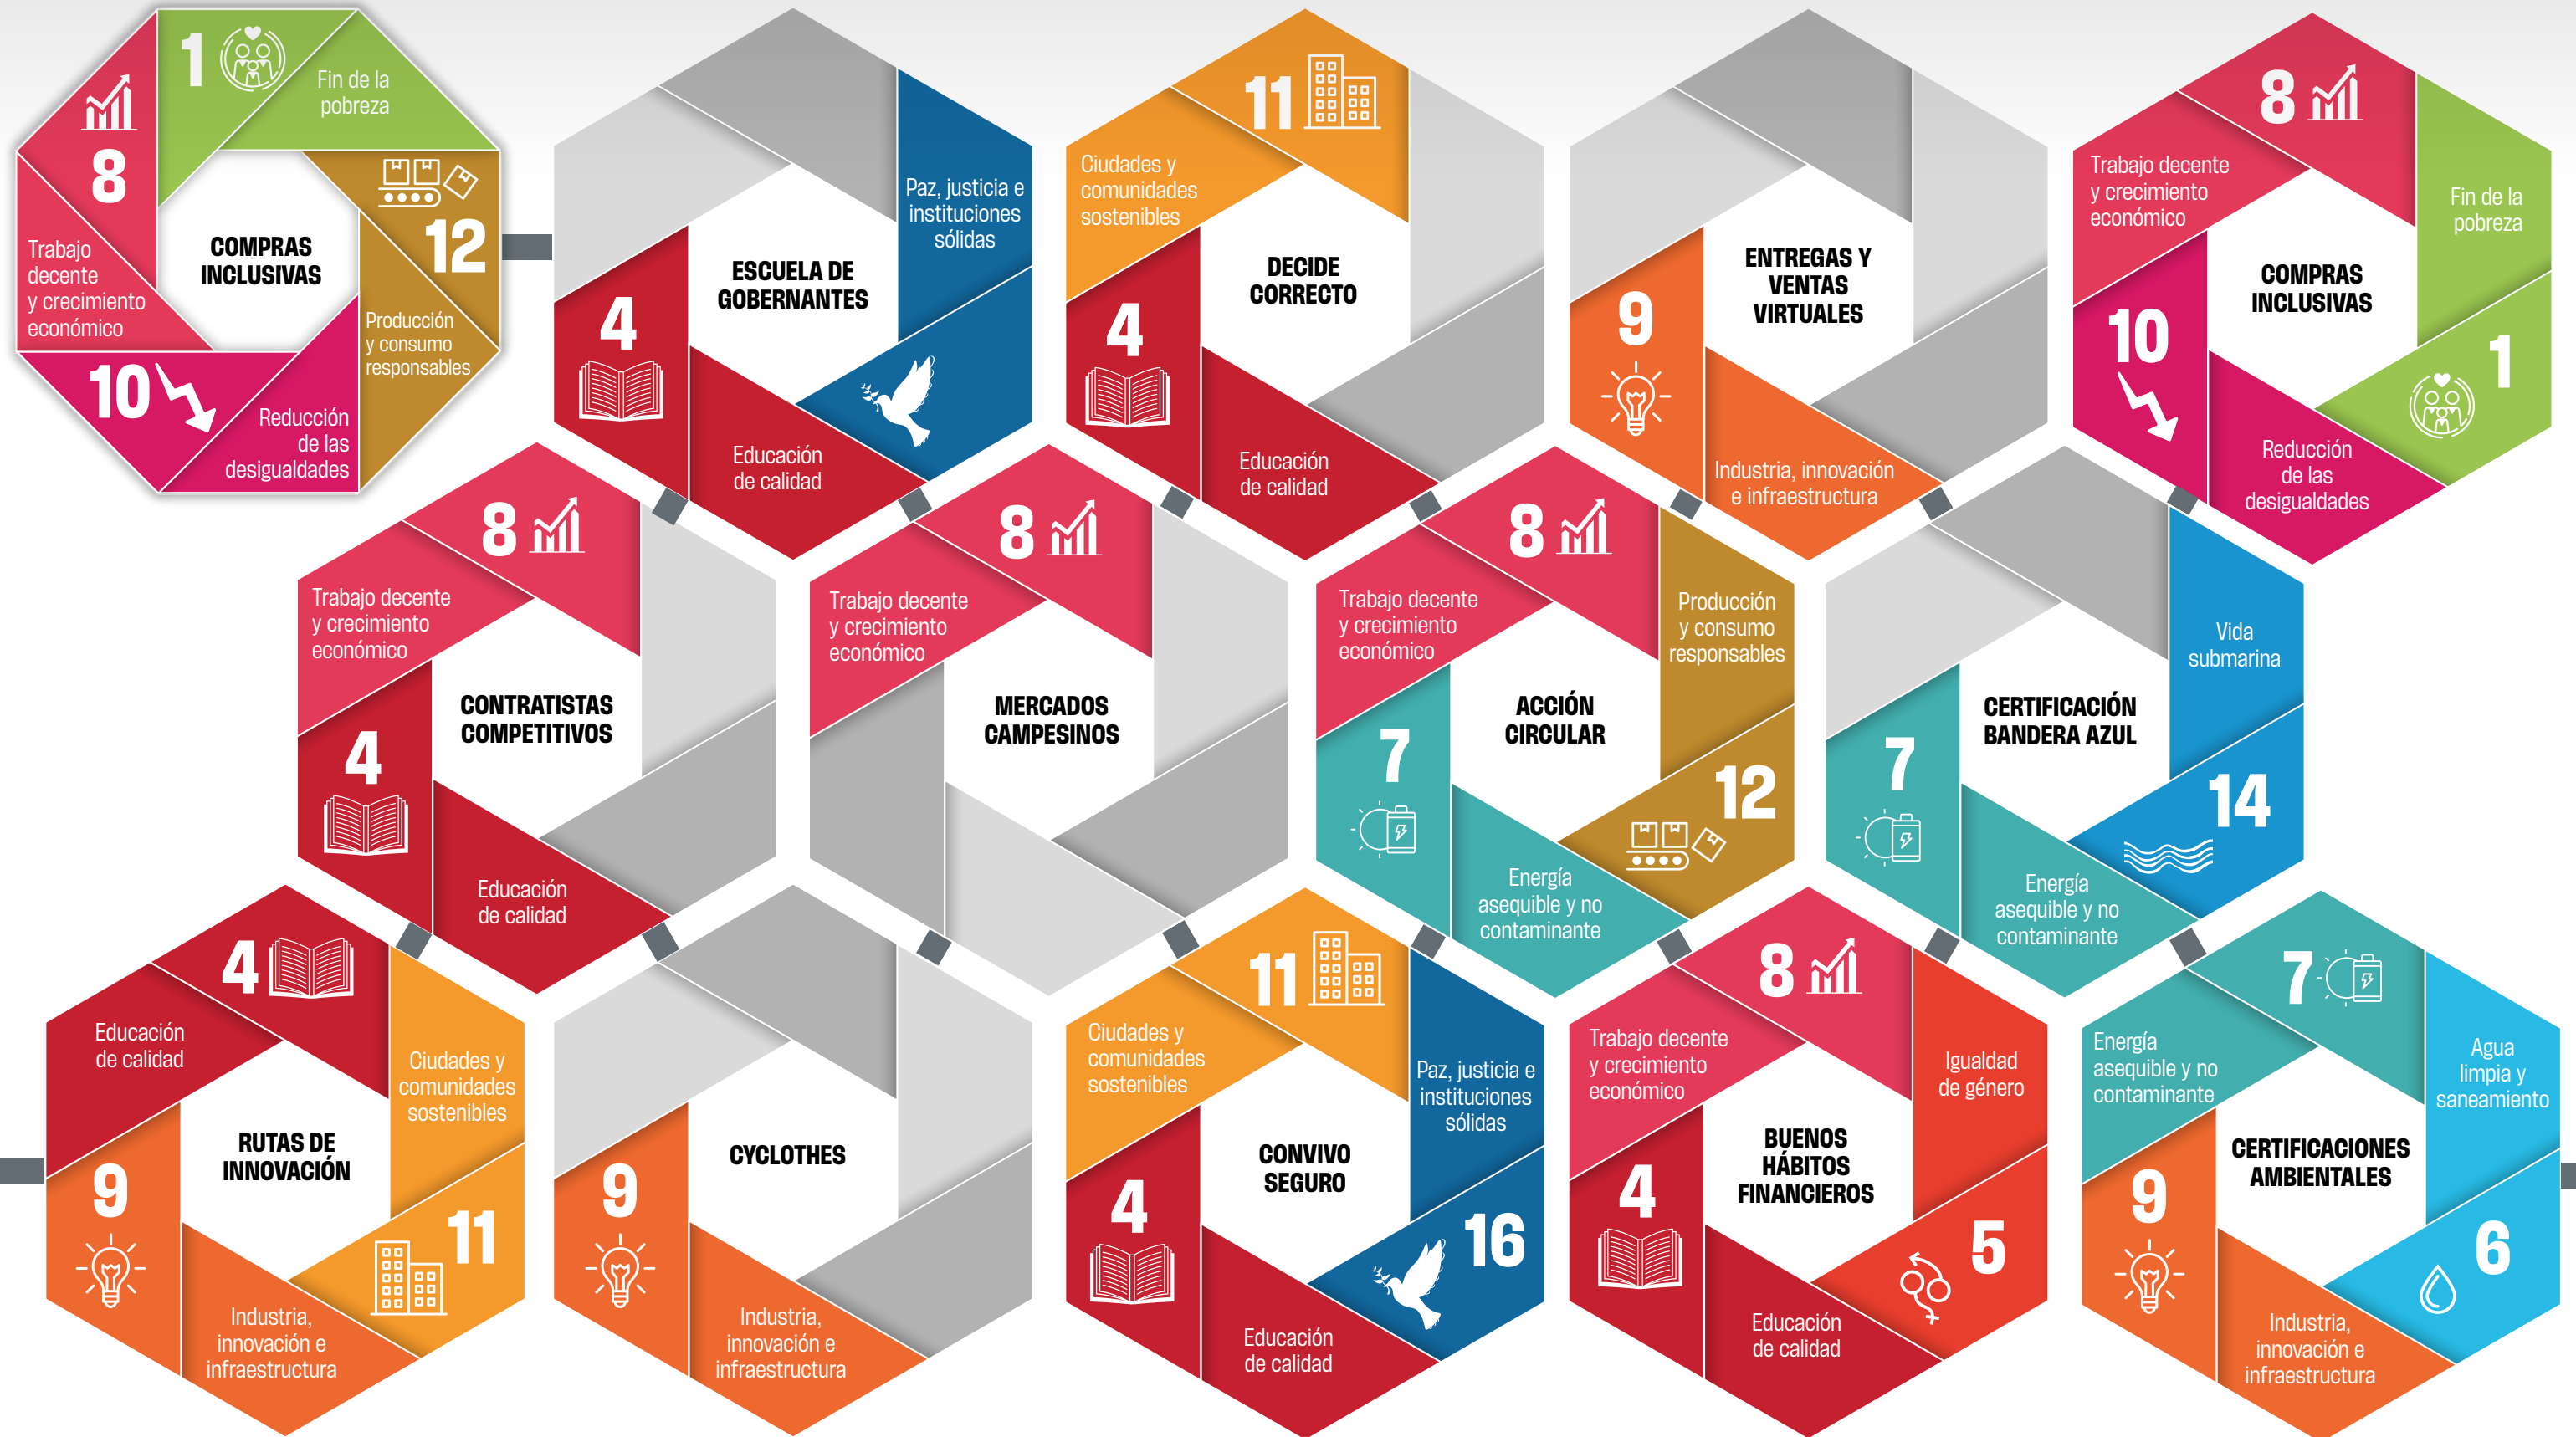 1
Fin de la
pobreza
8
Trabajo
decente
y crecimiento
económico
12
Producción
y consumo
responsables
10
Reducción
de las
desigualdades
COMPRAS
INCLUSIVAS
Paz, justicia e
instituciones
sólidas
4
Educación
de calidad
ESCUELA DE
GOBERNANTES
11
Ciudades y
comunidades
sostenibles
4
Educación
de calidad
DECIDE
CORRECTO
9
Industria, innovación
e infraestructura
ENTREGAS Y
VENTAS
VIRTUALES
8
Trabajo decente
y crecimiento
económico
Fin de la
pobreza
1
10
Reducción
de las
desigualdades
COMPRAS
INCLUSIVAS
8
Trabajo decente
y crecimiento
económico
4
Educación
de calidad
CONTRATISTAS
COMPETITIVOS
8
Trabajo decente
y crecimiento
económico
MERCADOS
CAMPESINOS
8
Trabajo decente
y crecimiento
económico
Producción
y consumo
responsables
12
7
Energía
asequible y no
contaminante
ACCIÓN
CIRCULAR
Vida
submarina
14
7
Energía
asequible y no
contaminante
CERTIFICACIÓN
BANDERA AZUL
4
Educación
de calidad
Ciudades y
comunidades
sostenibles
11
9
Industria,
innovación e
infraestructura
RUTAS DE
INNOVACIÓN
9
Industria,
innovación e
infraestructura
CYCLOTHES
11
Ciudades y
comunidades
sostenibles
Paz, justicia e
instituciones
sólidas
16
4
Educación
de calidad
CONVIVO
SEGURO
8
Trabajo decente
y crecimiento
económico
Igualdad
de género
5
4
Educación
de calidad
BUENOS
HÁBITOS
FINANCIEROS
7
Energía
asequible y no
contaminante
Agua
limpia y
saneamiento
6
9
Industria,
innovación e
infraestructura
CERTIFICACIONES
AMBIENTALES